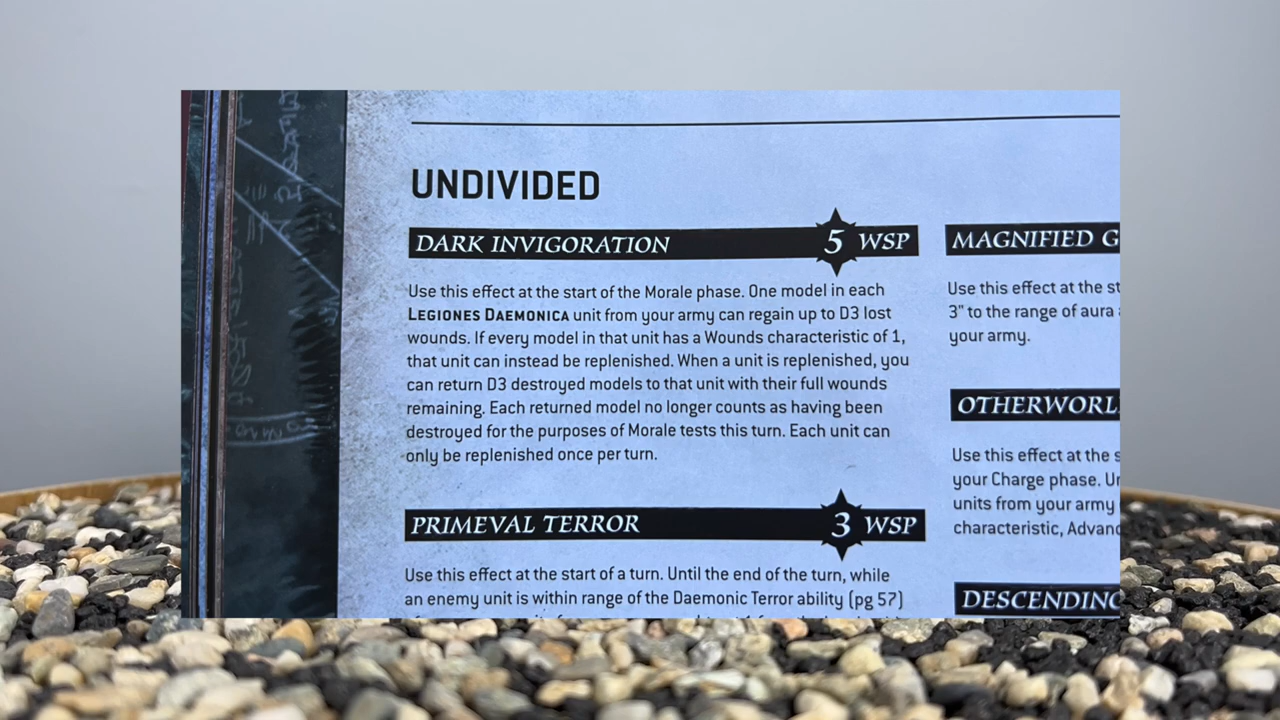 UNDIVIDED
DARK INVIGORATION 5 WSP
Use this effect at the start of the Morale phase. One model in each
LEGIONES DAEMONICA unit from your army can regain up to D3 lost
wounds. If every model in that unit has a Wounds characteristic of 1,
that unit can instead be replenished. When a unit is replenished, you
can return D3 destroyed models to that unit with their full wounds
remaining. Each returned model no longer counts as having been
destroyed for the purposes of Morale tests this turn. Each unit can
only be replenished once per turn.
PRIMEVAL TERROR 3 WSP
Use this effect at the start of a turn. Until the end of the turn, while
an enemy unit is within range of the Daemonic Terror ability (pg 57)
MAGNIFIED G
Use this effect at the st
3" to the range of aura
your army.
OTHERWORL
Use this effect at the s
your Charge phase. Un
units from your army
characteristic, Advanc
DESCENDING